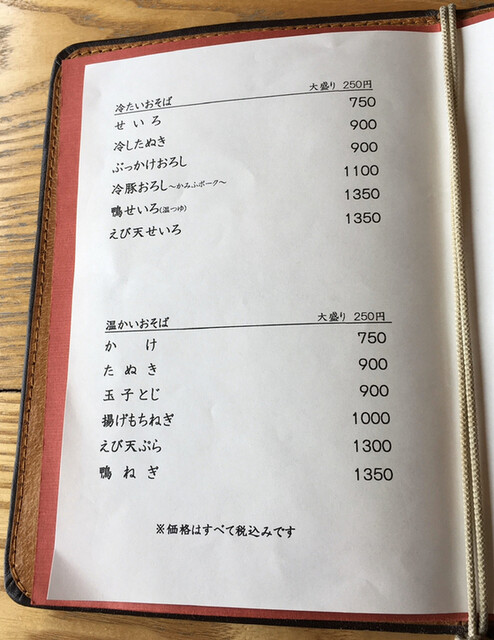 冷たいおそば 大盛り 250円
せいろ 750
冷したぬき 900
ぶっかけおろし 900
冷豚おろし~かみふポーク~ 1100
鴨せいろ(温つゆ) 1350
えび天せいろ 1350
温かいおそば 大盛り 250円
かけ 750
たぬき 900
玉子とじ 900
揚げもちねぎ 1000
えび天ぷら 1300
鴨ねぎ 1350
※価格はすべて税込みです